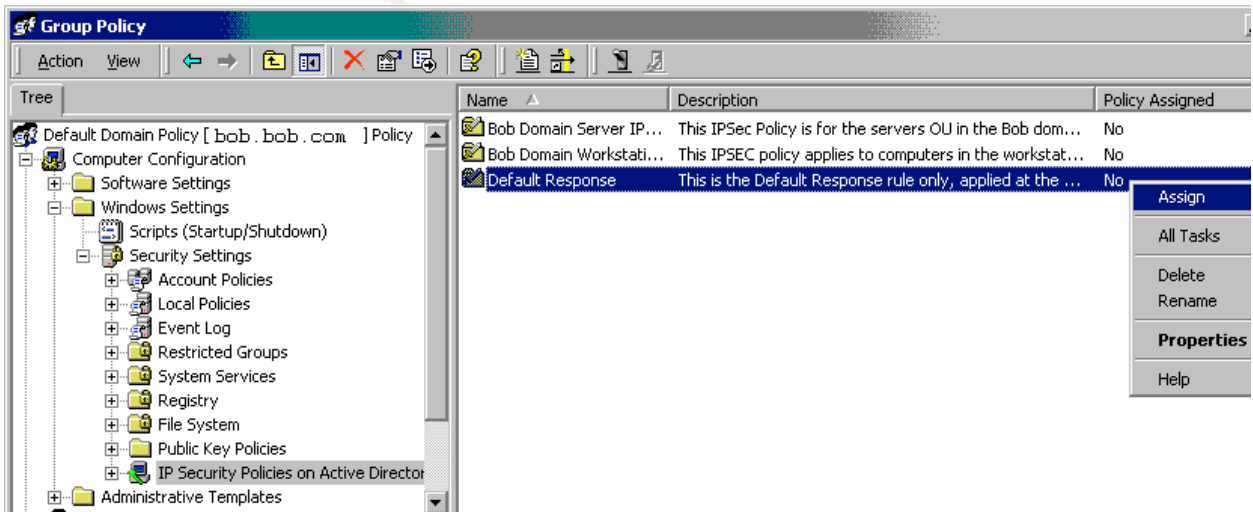 Group Policy
Action View
Tree
Name Description Policy Assigned
Default Domain Policy [ bob.bob.com ] Policy
Computer Configuration
Software Settings
Windows Settings
Scripts (Startup/Shutdown)
Security Settings
Account Policies
Local Policies
Event Log
Restricted Groups
System Services
Registry
File System
Public Key Policies
IP Security Policies on Active Director
Administrative Templates
Bob Domain Server IP... This IPSec Policy is for the servers OU in the Bob dom... No
Bob Domain Workstati... This IPSEC policy applies to computers in the workstat... No
Default Response This is the Default Response rule only, applied at the ... No
Assign
All Tasks
Delete
Rename
Properties
Help